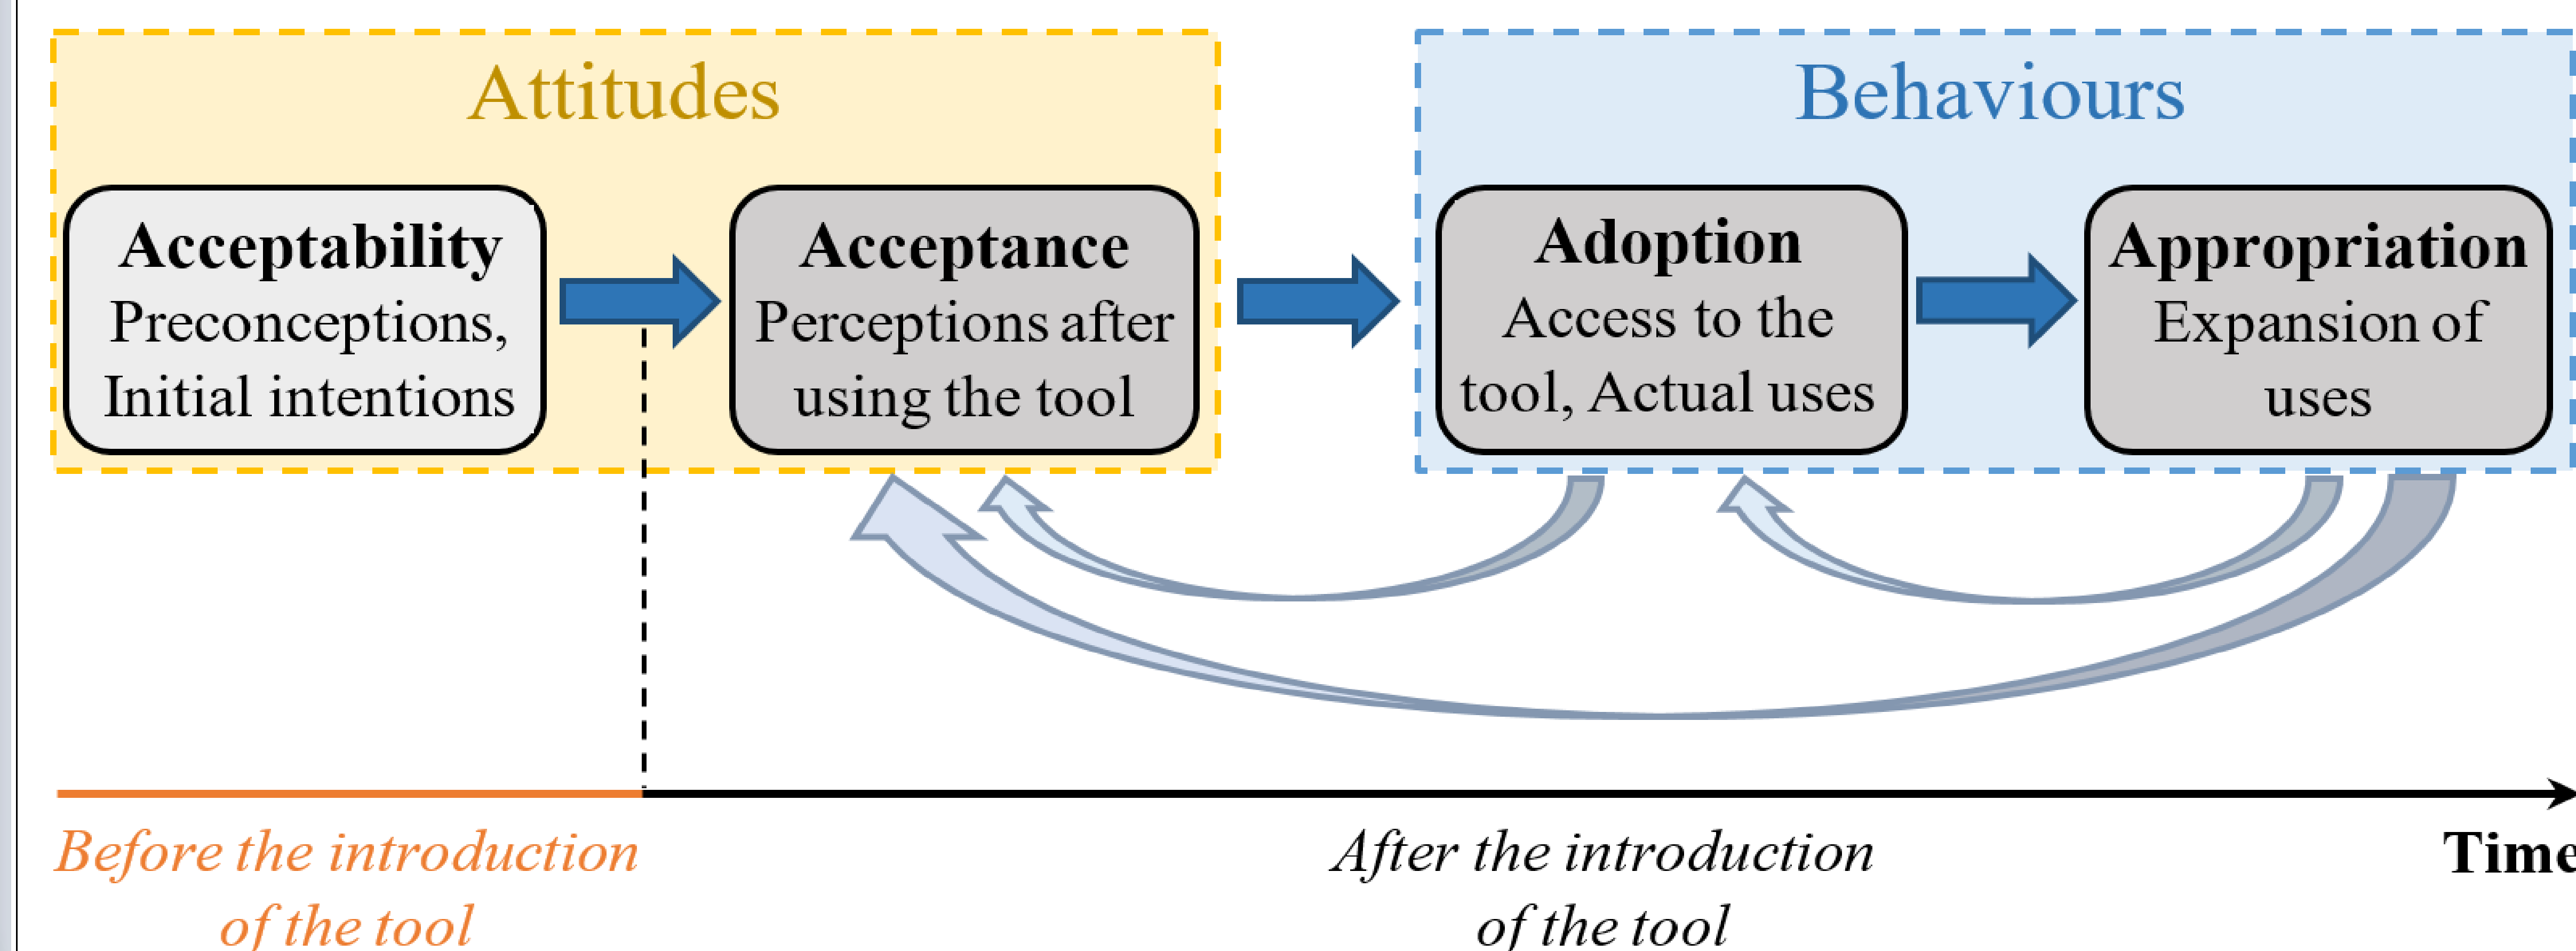 Attitudes
Behaviours
Acceptability
Preconceptions,
Initial intentions
Acceptance
Perceptions after
using the tool
Adoption
Access to the
tool, Actual uses
Appropriation
Expansion of
uses
Before the introduction
of the tool
After the introduction
of the tool
Time